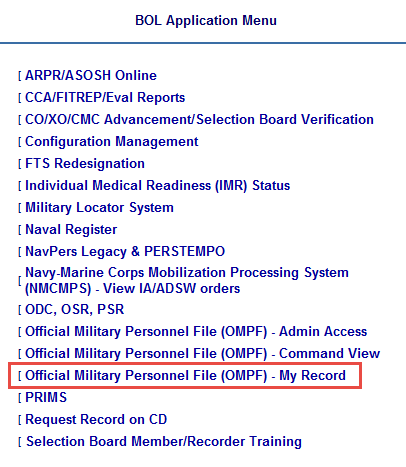 BOL Application Menu
[ ARPR/ASOSH Online
[ CCA/FITREP/Eval Reports
[ CO/XO/CMC Advancement/Selection Board Verification
[ Configuration Management
[ FTS Redesignation
[ Individual Medical Readiness (IMR) Status
[ Military Locator System
[ Naval Register
[ NavPers Legacy & PERSTEMPO
[ Navy-Marine Corps Mobilization Processing System
(NMCMPS) - View IA/ADSW orders
[ ODC, OSR, PSR
[ Official Military Personnel File (OMPF) - Admin Access
[ Official Military Personnel File (OMPF) - Command View
[ Official Military Personnel File (OMPF) - My Record
[ PRIMS
[ Request Record on CD
[ Selection Board Member/Recorder Training